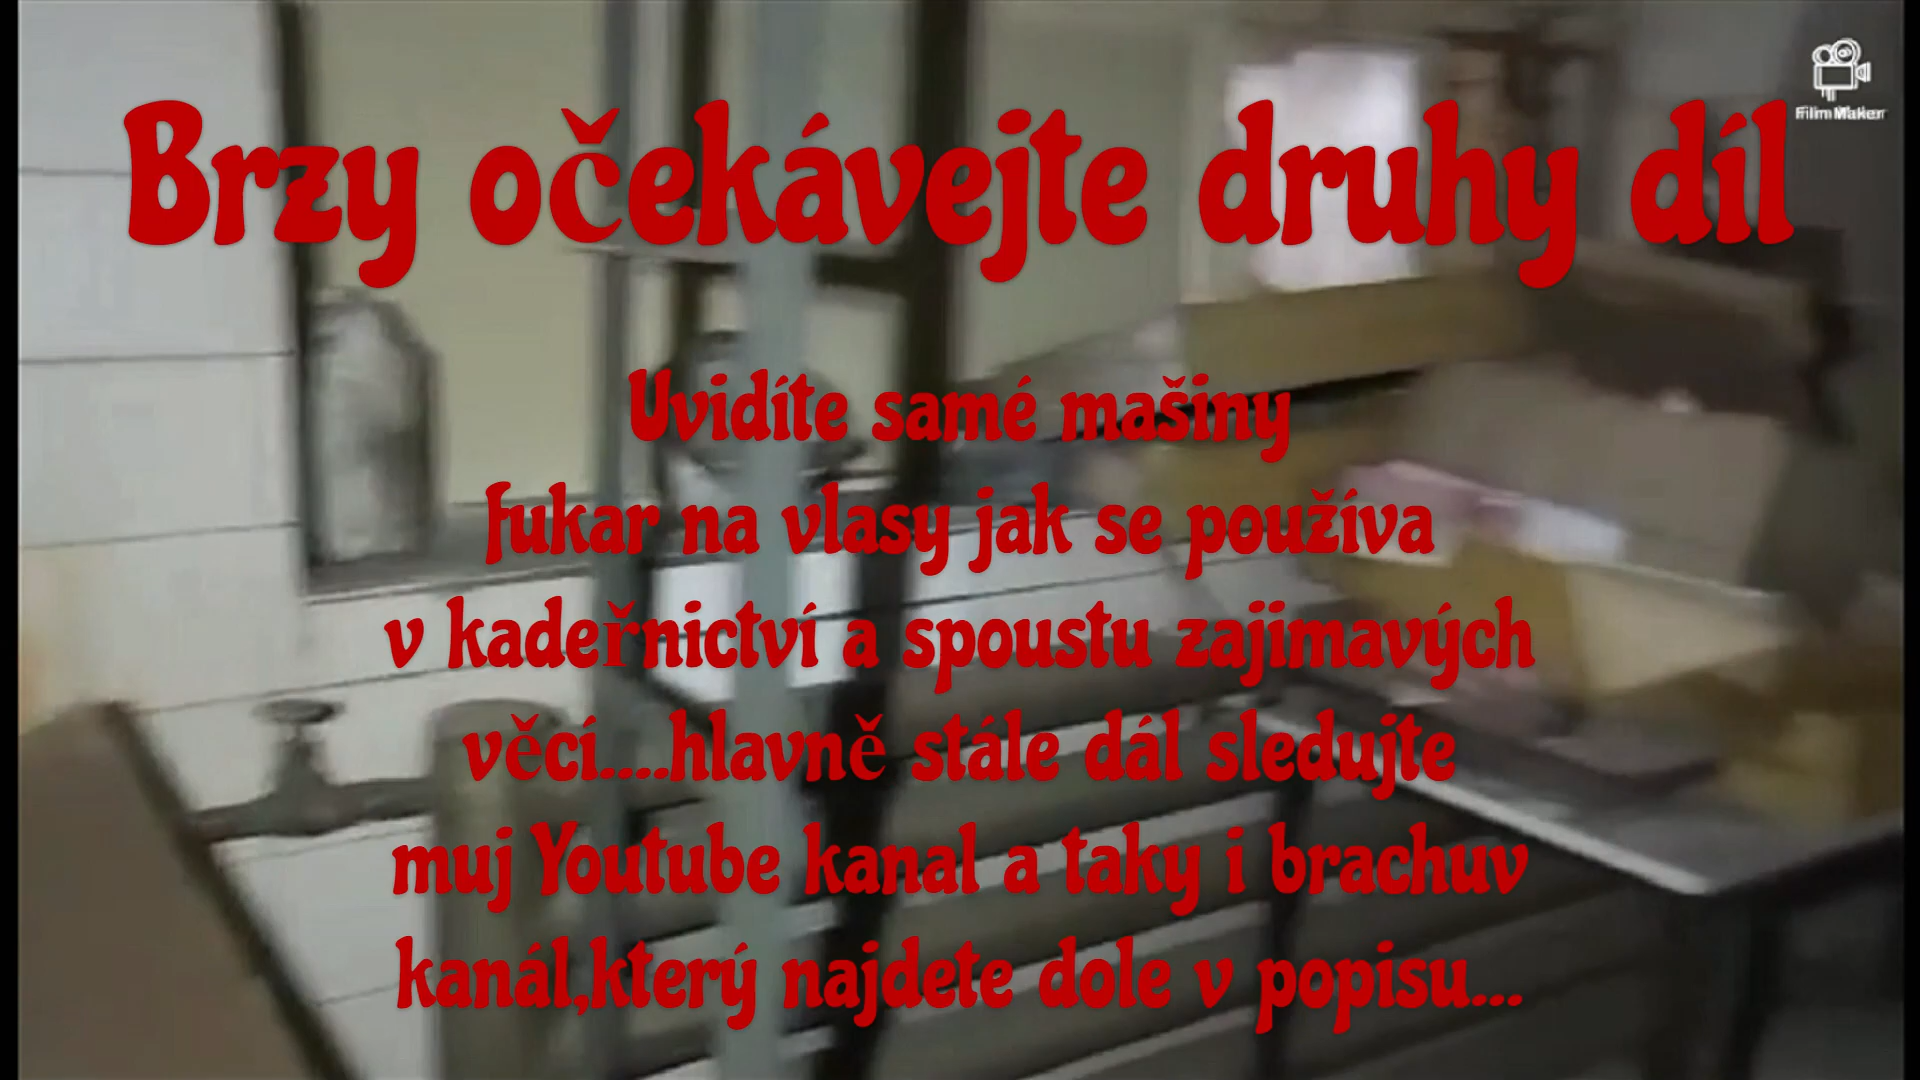 Film Maker
Brzy očekávejte druhy díl
Uvidíte samé mašiny
fukar na vlasy jak se používa
v kadeřnictví a spoustu zajimavých
věcí....hlavně stále dál sledujte
muj Youtube kanal a taky i brachuv
kanál,který najdete dole v popisu...